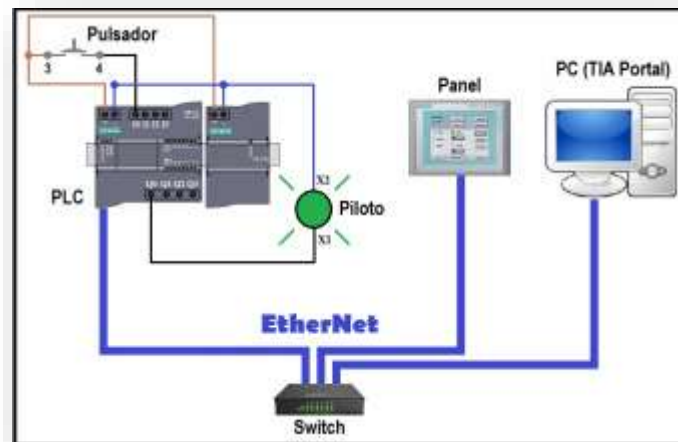 Pulsador
3 4
PC (TIA Portal)
Panel
PLC
X2
Piloto
X1
EtherNet
Switch